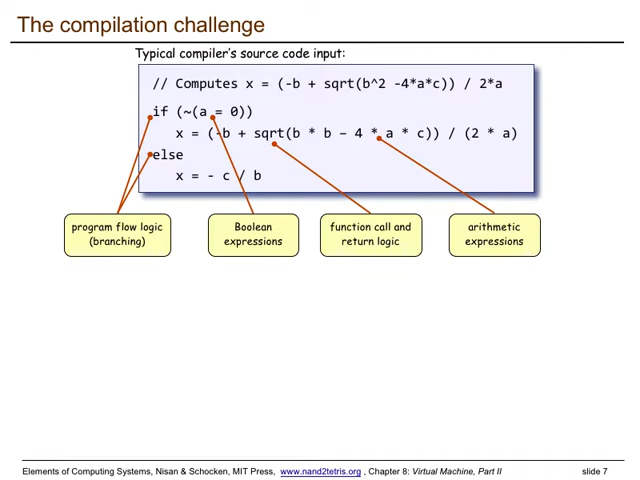 The compilation challenge
Typical compiler's source code input:
// Computes x = (-b + sqrt(b^2 -4*a*c)) / 2*a
if (~(a = 0))
x = (-b + sqrt(b * b – 4 * a * c)) / (2 * a)
else
x = - c / b
program flow logic
(branching)
Boolean
expressions
function call and
return logic
arithmetic
expressions
Elements of Computing Systems, Nisan & Schocken, MIT Press, www.nand2tetris.org , Chapter 8: Virtual Machine, Part II
slide 7